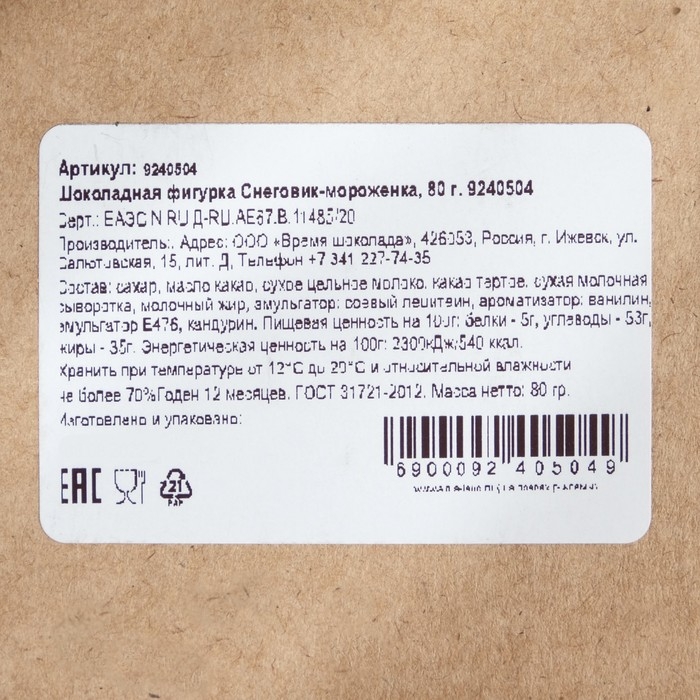 Артикул: 9240504
Шоколадная фигурка Снеговик-мороженка, 80 г. 9240504
Серт.: ЕАЭС N RU Д-RU.АЕ67.В.11485/20
Производитель:, Адрес: ООО «Время шоколада», 426053, Россия, г. Ижевск, ул.
Салютовская, 15, лит. Д, Телефон +7 341 227-74-35
Состав: сахар, масло какао, сухое цельное молоко, какао тертое, сухая молочная
сыворотка, молочный жир, эмульгатор: соевый лецитин, ароматизатор: ванилин,
эмульгатор Е476, кандурин. Пищевая ценность на 100г: белки - 5г, углеводы - 53г,
жиры - 35г. Энергетическая ценность на 100г: 2300кДж/540 ккал.
Хранить при температуре от 12°С до 20°С и относительной влажности
не более 70%Годен 12 месяцев. ГОСТ 31721-2012. Масса нетто: 80 гр.
Изготовлено и упаковано:
6900092 405049
EAC
21
PAP